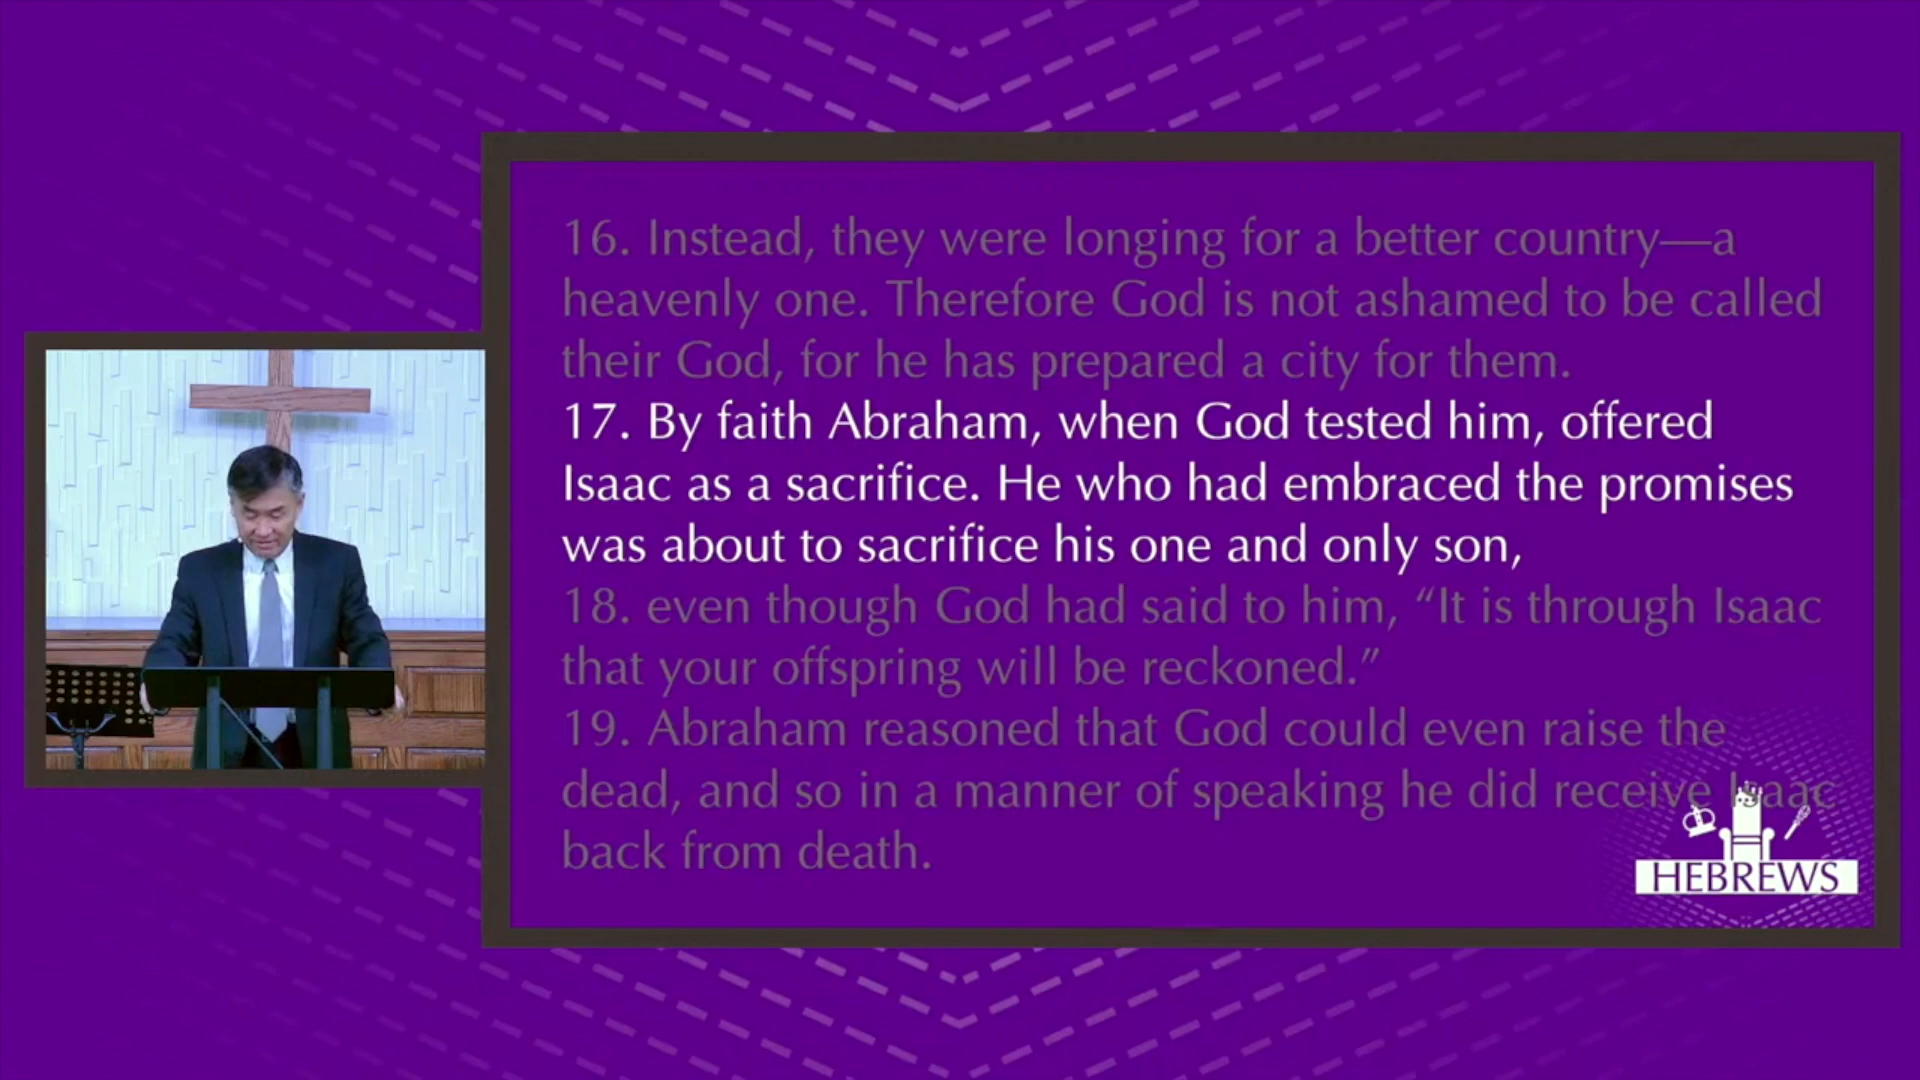 16. Instead, they were longing for a better country—a
heavenly one. Therefore God is not ashamed to be called
their God, for he has prepared a city for them.
17. By faith Abraham, when God tested him, offered
Isaac as a sacrifice. He who had embraced the promises
was about to sacrifice his one and only son,
18. even though God had said to him, “It is through Isaac
that your offspring will be reckoned.”
19. Abraham reasoned that God could even raise the
dead, and so in a manner of speaking he did receive Isaac
back from death.
HEBREWS